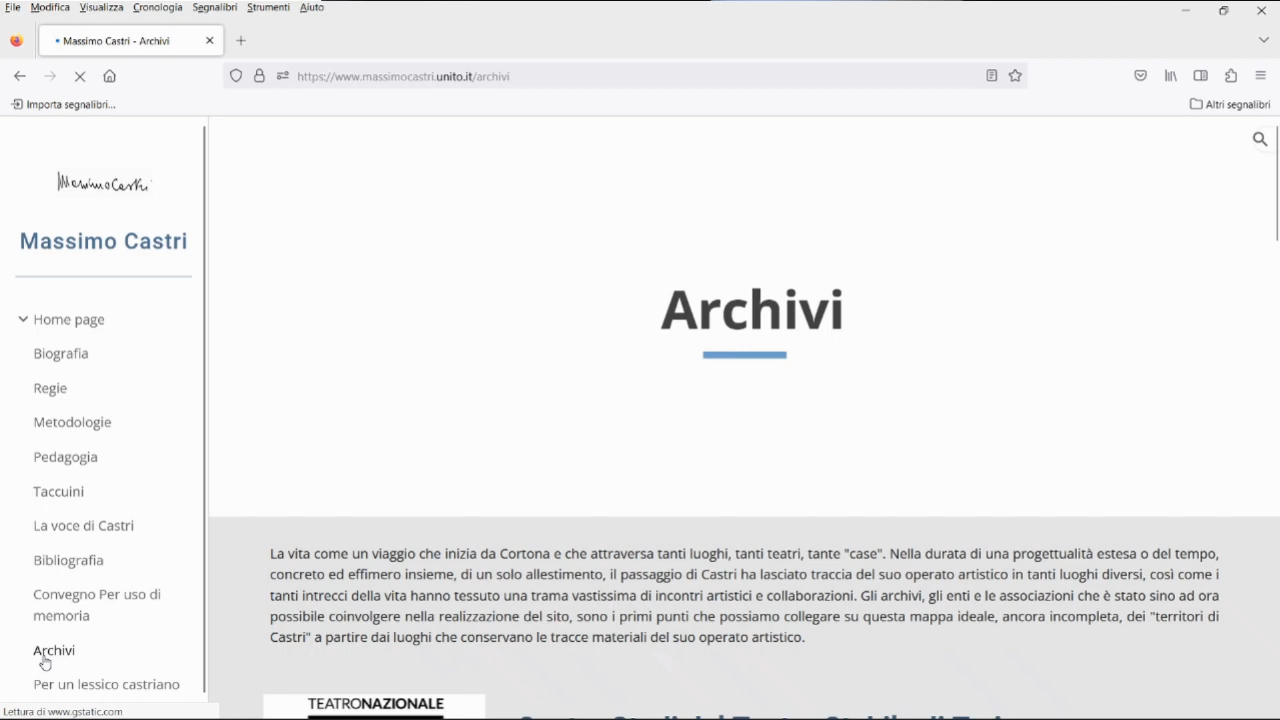 File Modifica Visualizza Cronologia Segnalibri Strumenti Aiuto
Massimo Castri - Archivi
https://www.massimocastri.unito.it/archivi
Importa segnalibri...
Altri segnalibri
Massimo Castri
Massimo Castri
Home page
Biografia
Regie
Metodologie
Pedagogia
Taccuini
La voce di Castri
Bibliografia
Convegno Per uso di
memoria
Archivi
Per un lessico castriano
Lettura di www.gstatic.com
Archivi
La vita come un viaggio che inizia da Cortona e che attraversa tanti luoghi, tanti teatri, tante "case". Nella durata di una progettualità estesa o del tempo,
concreto ed effimero insieme, di un solo allestimento, il passaggio di Castri ha lasciato traccia del suo operato artistico in tanti luoghi diversi, così come i
tanti intrecci della vita hanno tessuto una trama vastissima di incontri artistici e collaborazioni. Gli archivi, gli enti e le associazioni che è stato sino ad ora
possibile coinvolgere nella realizzazione del sito, sono i primi punti che possiamo collegare su questa mappa ideale, ancora incompleta, dei "territori di
Castri" a partire dai luoghi che conservano le tracce materiali del suo operato artistico.
TEATRONAZIONALE